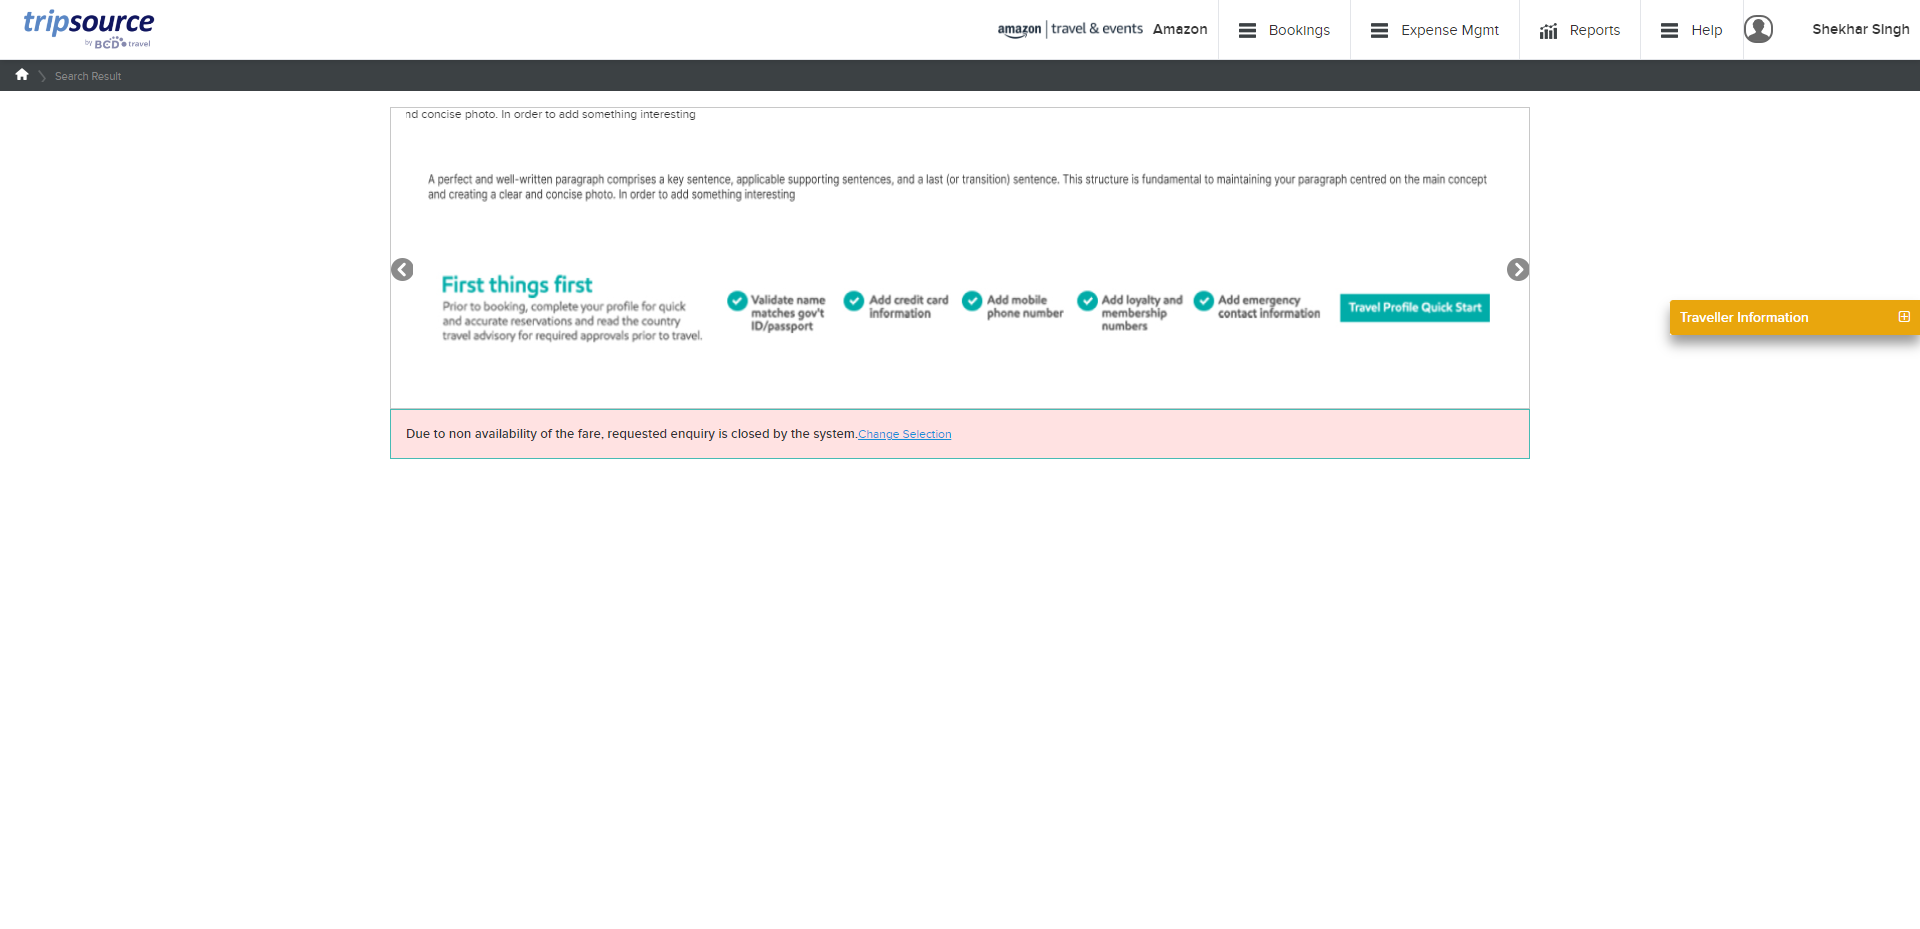 tripsource
by BCD travel
amazon | travel & events Amazon
Bookings
Expense Mgmt
Reports
Help
Shekhar Singh
Search Result
nd concise photo. In order to add something interesting
A perfect and well-written paragraph comprises a key sentence, applicable supporting sentences, and a last (or transition) sentence. This structure is fundamental to maintaining your paragraph centred on the main concept
and creating a clear and concise photo. In order to add something interesting
First things first
Prior to booking, complete your profile for quick
and accurate reservations and read the country
travel advisory for required approvals prior to travel.
Validate name
matches gov't
ID/passport
Add credit card
information
Add mobile
phone number
Add loyalty and
membership
numbers
Add emergency
contact information
Travel Profile Quick Start
Traveller Information
Due to non availability of the fare, requested enquiry is closed by the system.Change Selection